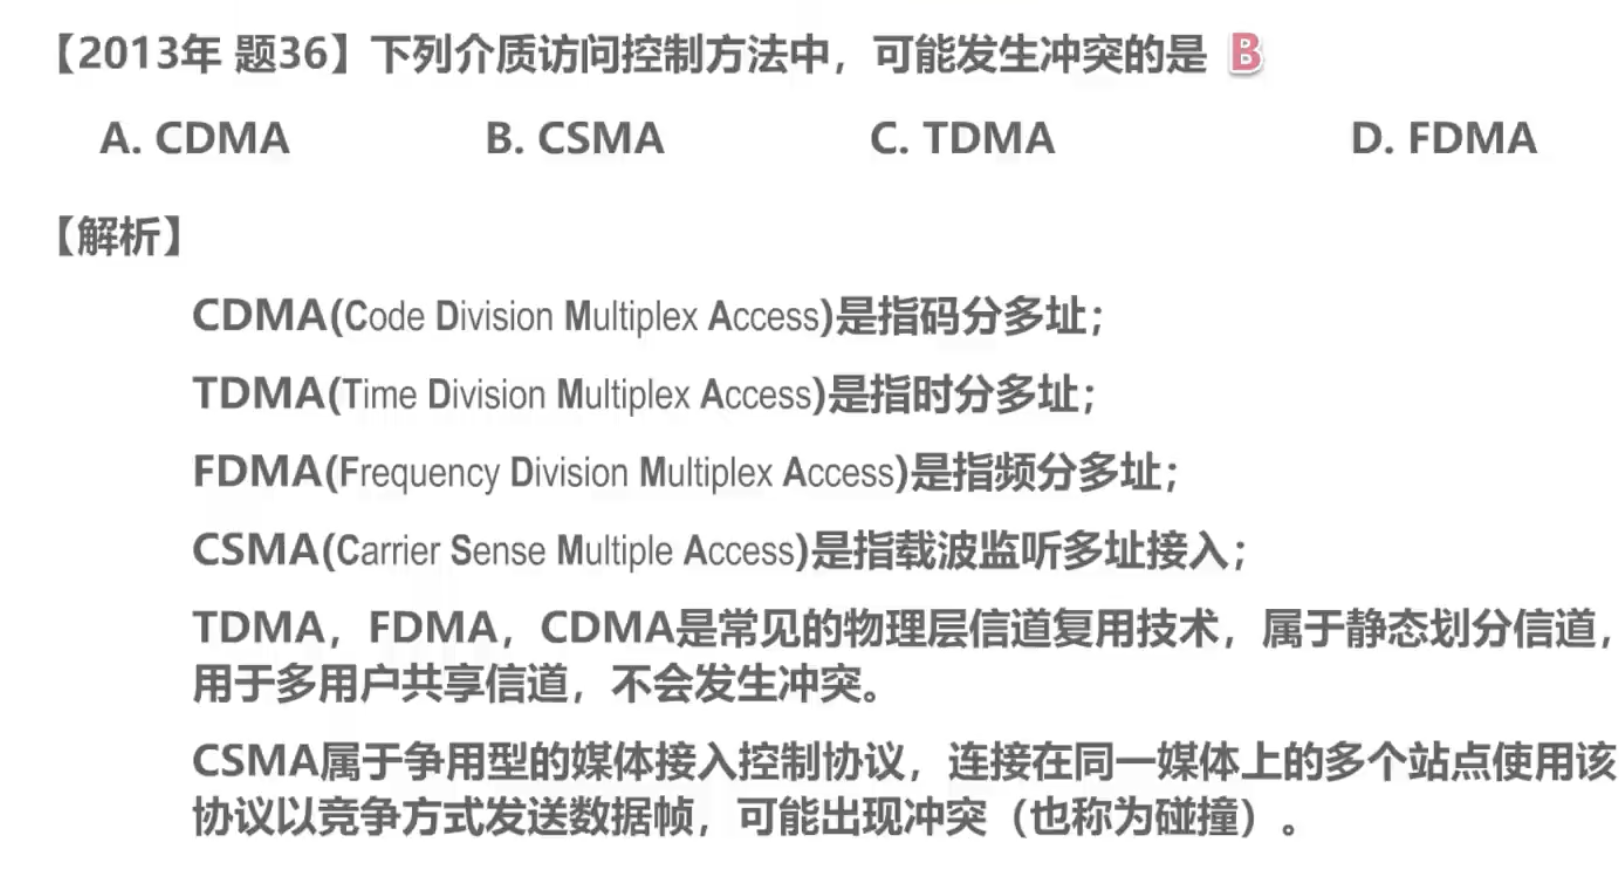 【2013年 题36】下列介质访问控制方法中，可能发生冲突的是 B
A. CDMA B. CSMA C. TDMA D. FDMA
【解析】
CDMA(Code Division Multiplex Access)是指码分多址；
TDMA(Time Division Multiplex Access)是指时分多址；
FDMA(Frequency Division Multiplex Access)是指频分多址；
CSMA(Carrier Sense Multiple Access)是指载波监听多址接入；
TDMA，FDMA，CDMA是常见的物理层信道复用技术，属于静态划分信道，
用于多用户共享信道，不会发生冲突。
CSMA属于争用型的媒体接入控制协议，连接在同一媒体上的多个站点使用该
协议以竞争方式发送数据帧，可能出现冲突（也称为碰撞）。